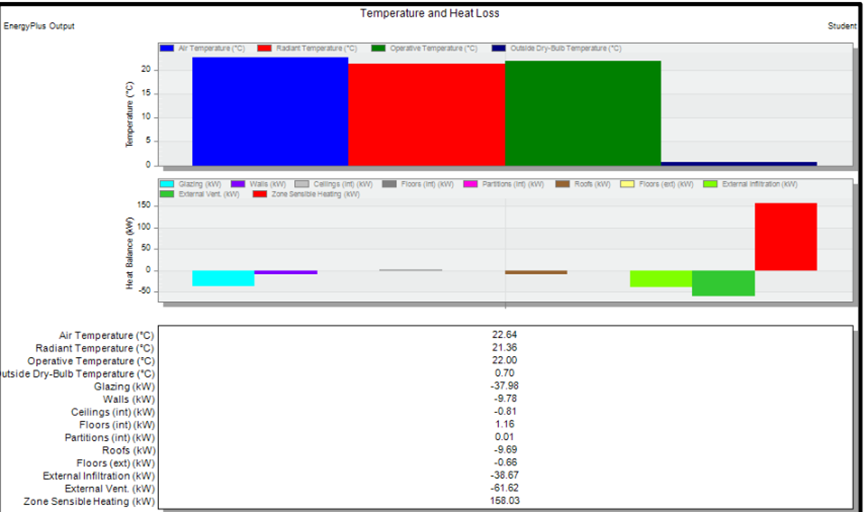 Temperature and Heat Loss
EnergyPlus Output
Student
Air Temperature (°C) Radiant Temperature (°C) Operative Temperature (°C) Outside Dry-Bulb Temperature (°C)
Temperature (°C)
20
15
10
5
0
Glazing (kW) Walls (kW) Ceilings (int) (kW) Floors (int) (kW) Partitions (int) (kW) Roofs (kW) Floors (ext) (kW) External Infiltration (kW)
External Vent. (kW) Zone Sensible Heating (kW)
Heat Balance (kW)
150
100
50
0
-50
Air Temperature (°C) 22.64
Radiant Temperature (°C) 21.36
Operative Temperature (°C) 22.00
utside Dry-Bulb Temperature (°C) 0.70
Glazing (kW) -37.98
Walls (kW) -9.78
Ceilings (int) (kW) -0.81
Floors (int) (kW) 1.16
Partitions (int) (kW) 0.01
Roofs (kW) -9.69
Floors (ext) (kW) -0.66
External Infiltration (kW) -38.67
External Vent. (kW) -61.62
Zone Sensible Heating (kW) 158.03